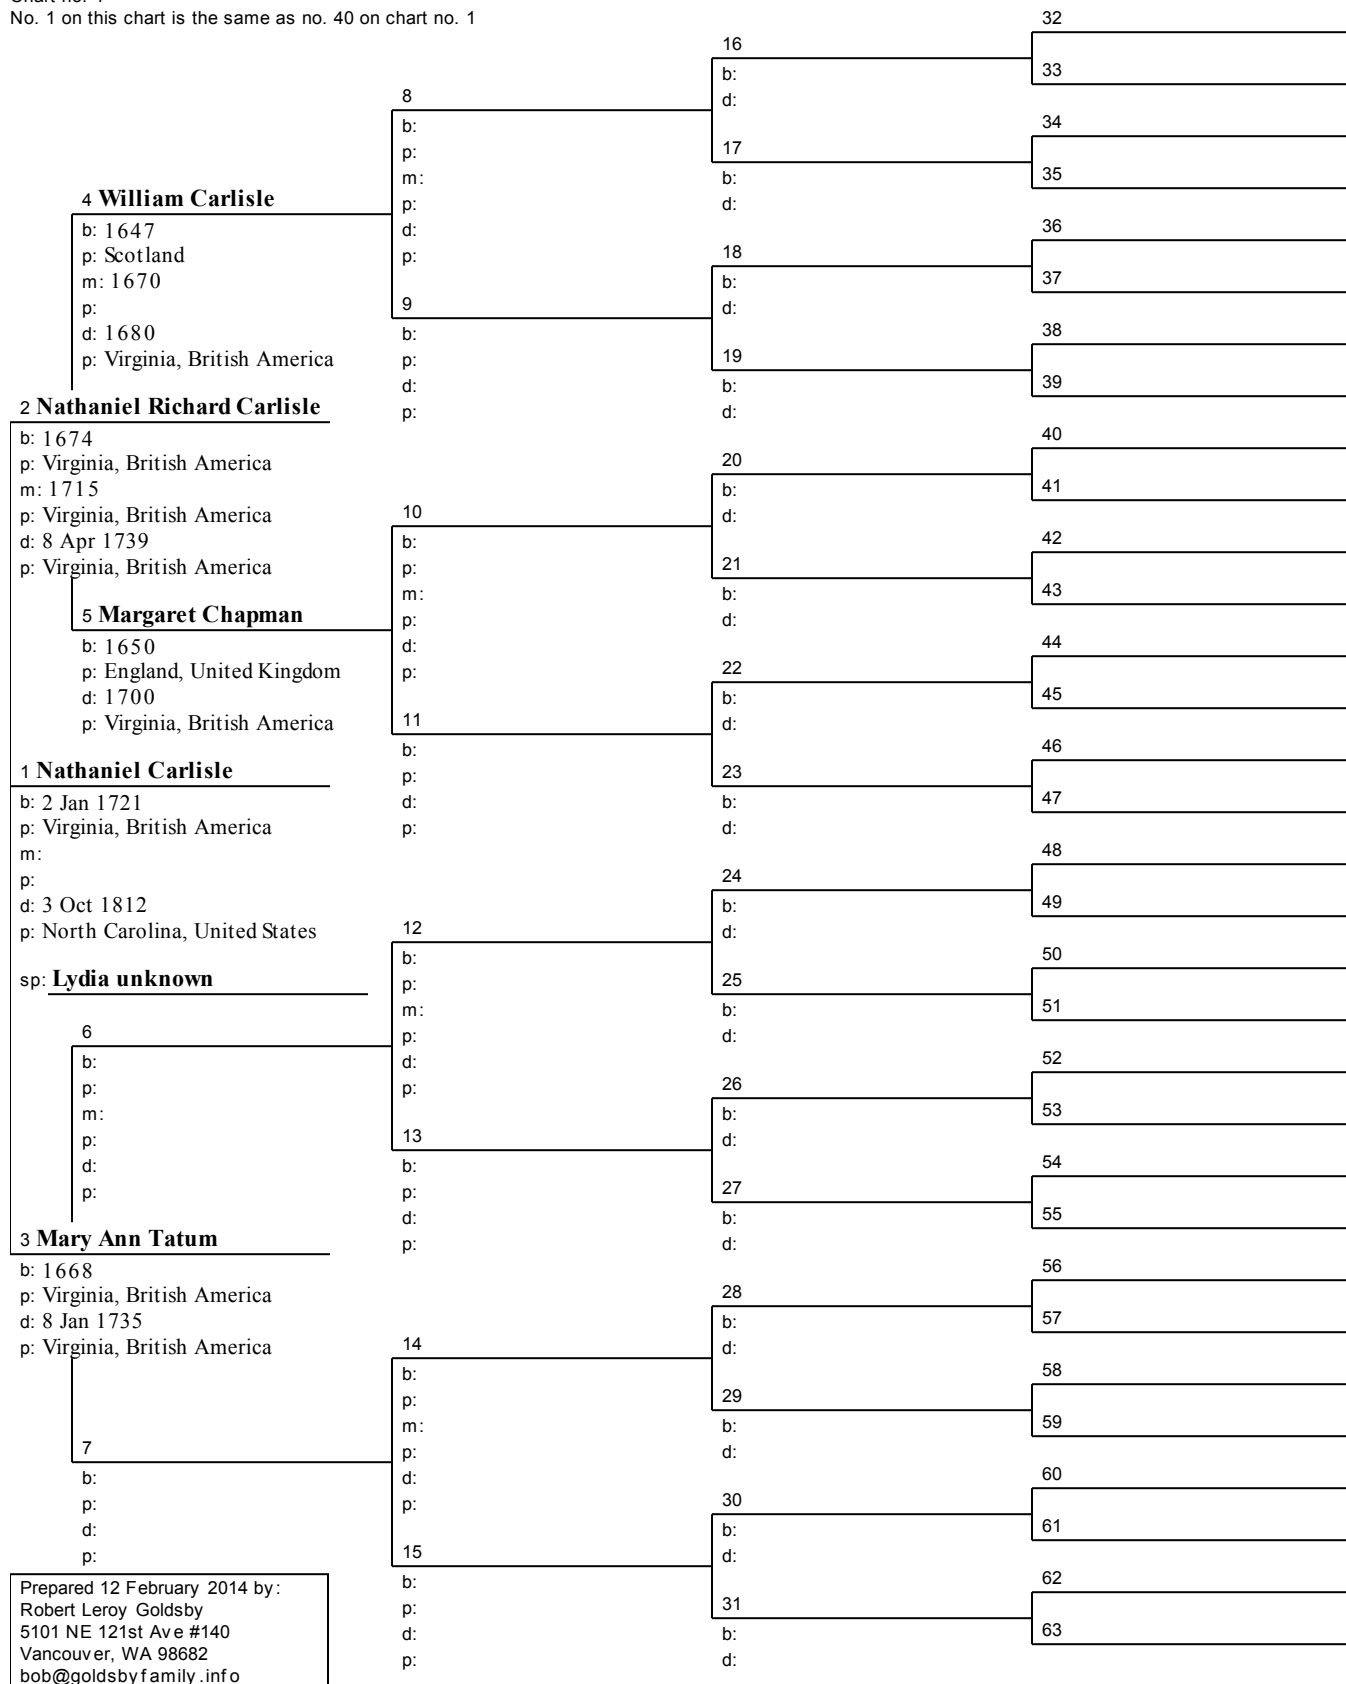 No. 1 on this chart is the same as no. 40 on chart no. 1
4 William Carlisle
b: 1647
p: Scotland
m: 1670
p:
d: 1680
p: Virginia, British America
2 Nathaniel Richard Carlisle
b: 1674
p: Virginia, British America
m: 1715
p: Virginia, British America
d: 8 Apr 1739
p: Virginia, British America
5 Margaret Chapman
b: 1650
p: England, United Kingdom
d: 1700
p: Virginia, British America
1 Nathaniel Carlisle
b: 2 Jan 1721
p: Virginia, British America
m:
p:
d: 3 Oct 1812
p: North Carolina, United States
sp: Lydia unknown
6
b:
p:
m:
p:
d:
p:
3 Mary Ann Tatum
b: 1668
p: Virginia, British America
d: 8 Jan 1735
p: Virginia, British America
7
b:
p:
d:
p:
Prepared 12 February 2014 by:
Robert Leroy Goldsby
5101 NE 121st Ave #140
Vancouver, WA 98682
bob@goldsbyfamily.info
8
b:
p:
m:
p:
d:
p:
9
b:
p:
d:
p:
10
b:
p:
m:
p:
d:
p:
11
b:
p:
d:
p:
12
b:
p:
m:
p:
d:
p:
13
b:
p:
d:
p:
14
b:
p:
m:
p:
d:
p:
15
b:
p:
d:
p:
16
b:
d:
17
b:
d:
18
b:
d:
19
b:
d:
20
b:
d:
21
b:
d:
22
b:
d:
23
b:
d:
24
b:
d:
25
b:
d:
26
b:
d:
27
b:
d:
28
b:
d:
29
b:
d:
30
b:
d:
31
b:
d:
32
33
34
35
36
37
38
39
40
41
42
43
44
45
46
47
48
49
50
51
52
53
54
55
56
57
58
59
60
61
62
63